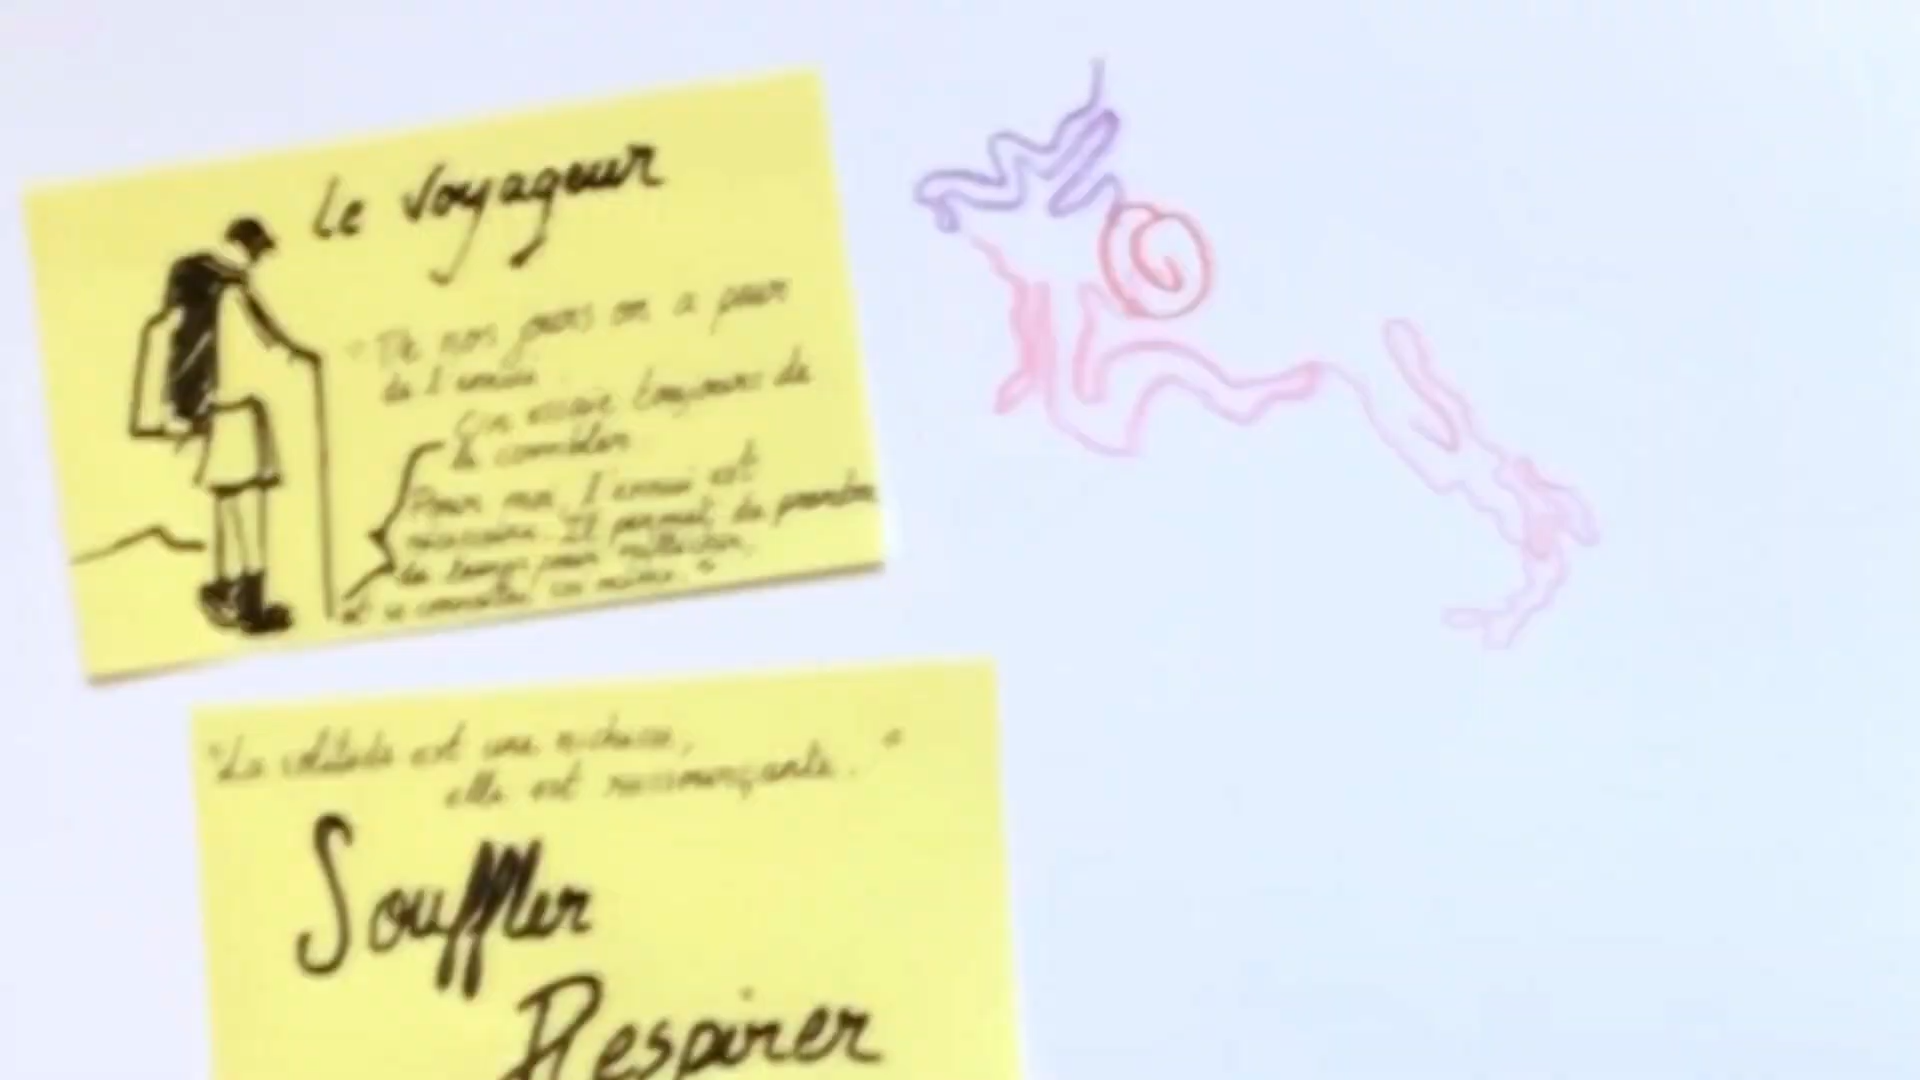 Le Voyageur
"De nos jours on a peur
de l'ennui.
On essaie toujours de
le combler.
Pour moi, l'ennui est
nécessaire. Il permet de prendre
du temps pour réfléchir,
et se connaître soi même."
"La solitude est une richesse,
elle est ressourçante."
Souffler
Respirer